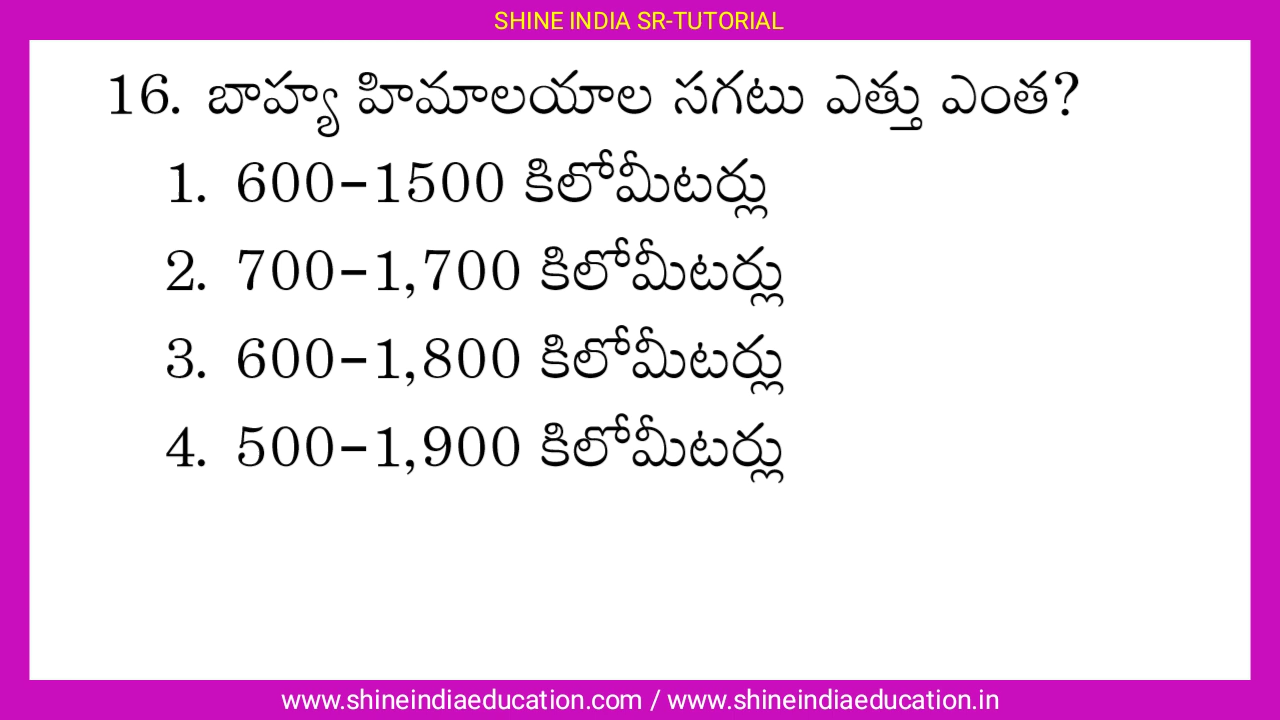 SHINE INDIA SR-TUTORIAL
16. బాహ్య హిమాలయాల సగటు ఎత్తు ఎంత?
1. 600-1500 కిలోమీటర్లు
2. 700-1,700 కిలోమీటర్లు
3. 600-1,800 కిలోమీటర్లు
4. 500-1,900 కిలోమీటర్లు
www.shineindiaeducation.com / www.shineindiaeducation.in